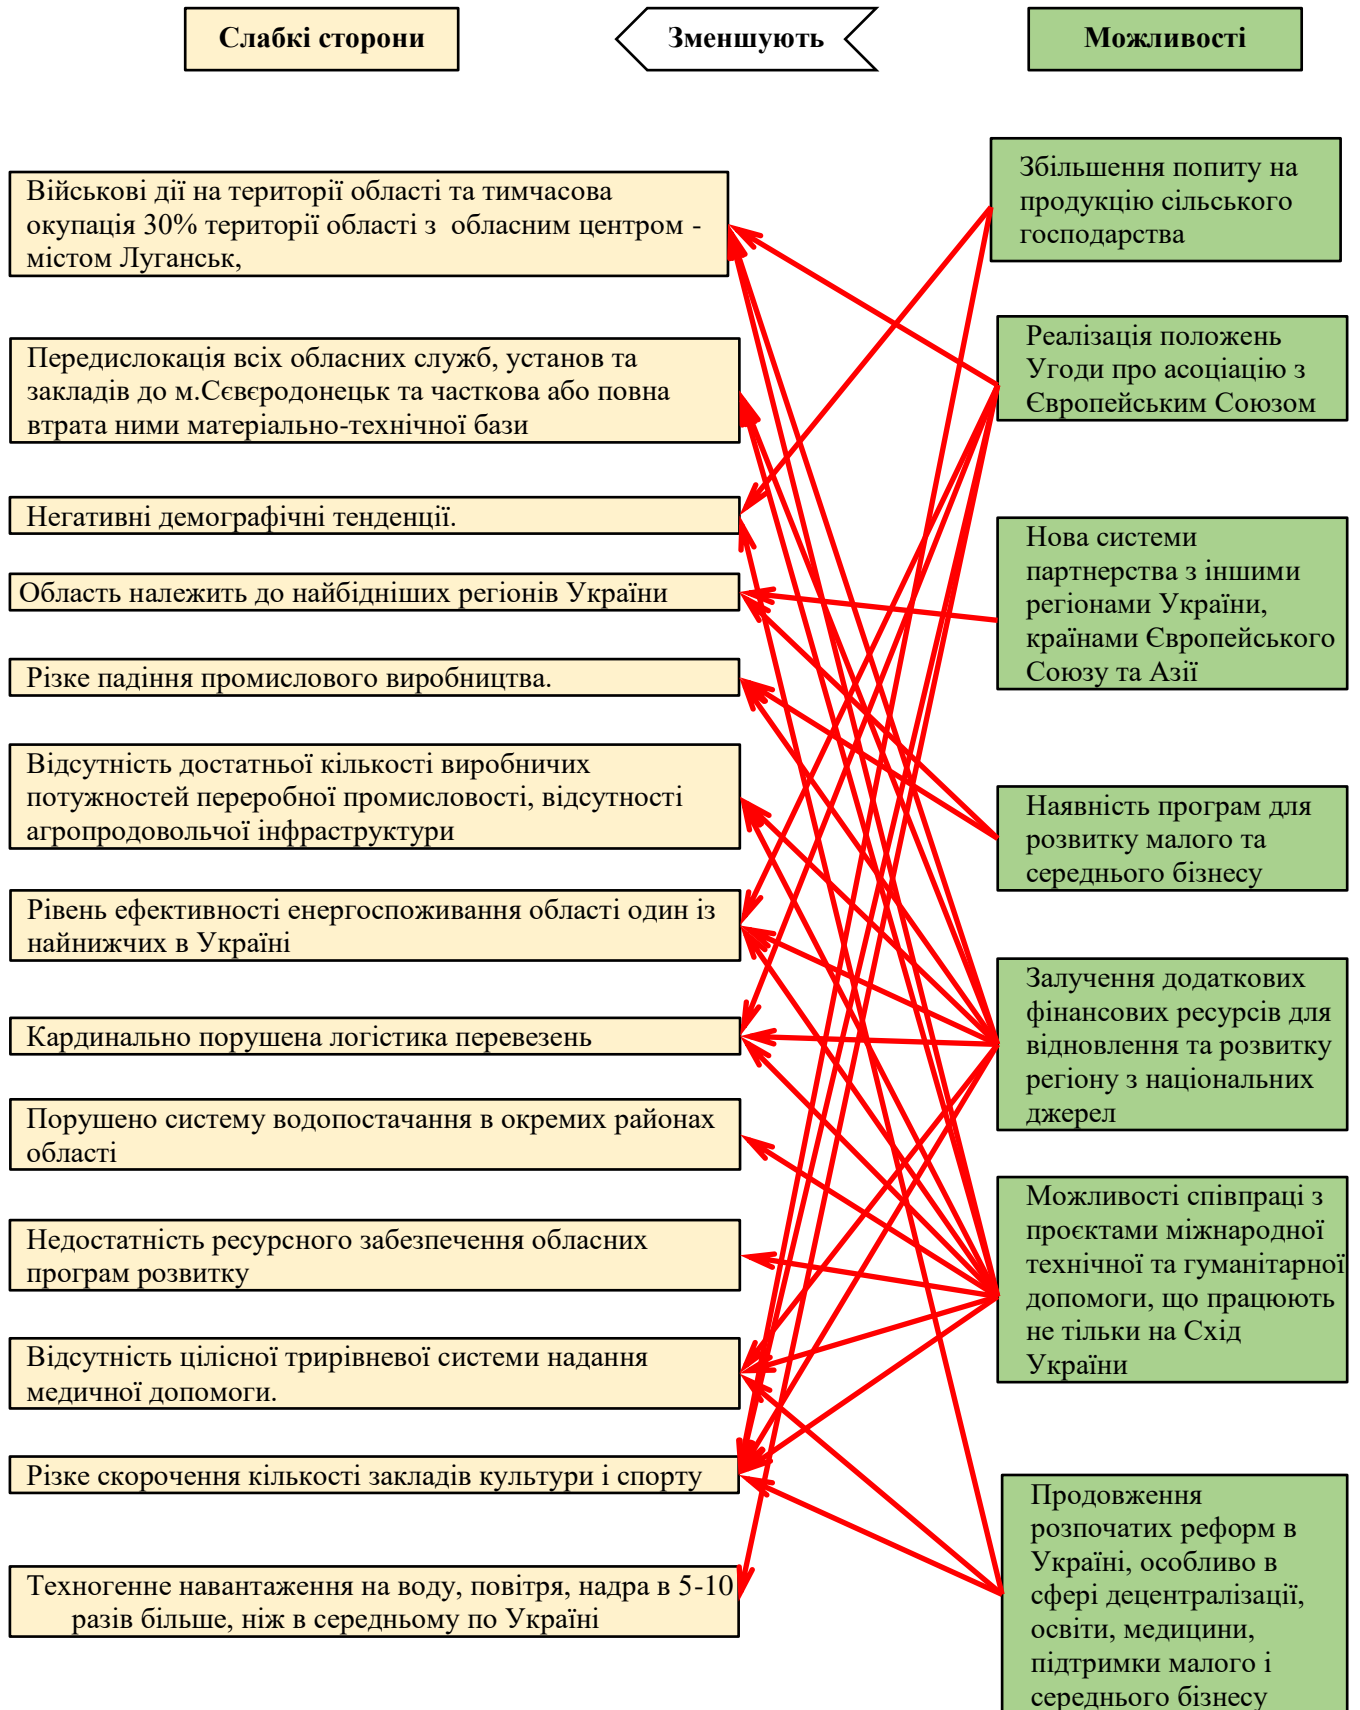 Слабкі сторони
Зменшують
Можливості
Військові дії на території області та тимчасова
окупація 30% території області з обласним центром -
містом Луганськ,
Передислокація всіх обласних служб, установ та
закладів до м.Сєвєродонецьк та часткова або повна
втрата ними матеріально-технічної бази
Негативні демографічні тенденції.
Область належить до найбідніших регіонів України
Різке падіння промислового виробництва.
Відсутність достатньої кількості виробничих
потужностей переробної промисловості, відсутності
агропродовольчої інфраструктури
Рівень ефективності енергоспоживання області один із
найнижчих в Україні
Кардинально порушена логістика перевезень
Порушено систему водопостачання в окремих районах
області
Недостатність ресурсного забезпечення обласних
програм розвитку
Відсутність цілісної трирівневої системи надання
медичної допомоги.
Різке скорочення кількості закладів культури і спорту
Техногенне навантаження на воду, повітря, надра в 5-10
разів більше, ніж в середньому по Україні
Збільшення попиту на
продукцію сільського
господарства
Реалізація положень
Угоди про асоціацію з
Європейським Союзом
Нова системи
партнерства з іншими
регіонами України,
країнами Європейського
Союзу та Азії
Наявність програм для
розвитку малого та
середнього бізнесу
Залучення додаткових
фінансових ресурсів для
відновлення та розвитку
регіону з національних
джерел
Можливості співпраці з
проєктами міжнародної
технічної та гуманітарної
допомоги, що працюють
не тільки на Схід
України
Продовження
розпочатих реформ в
Україні, особливо в
сфері децентралізації,
освіти, медицини,
підтримки малого і
середнього бізнесу